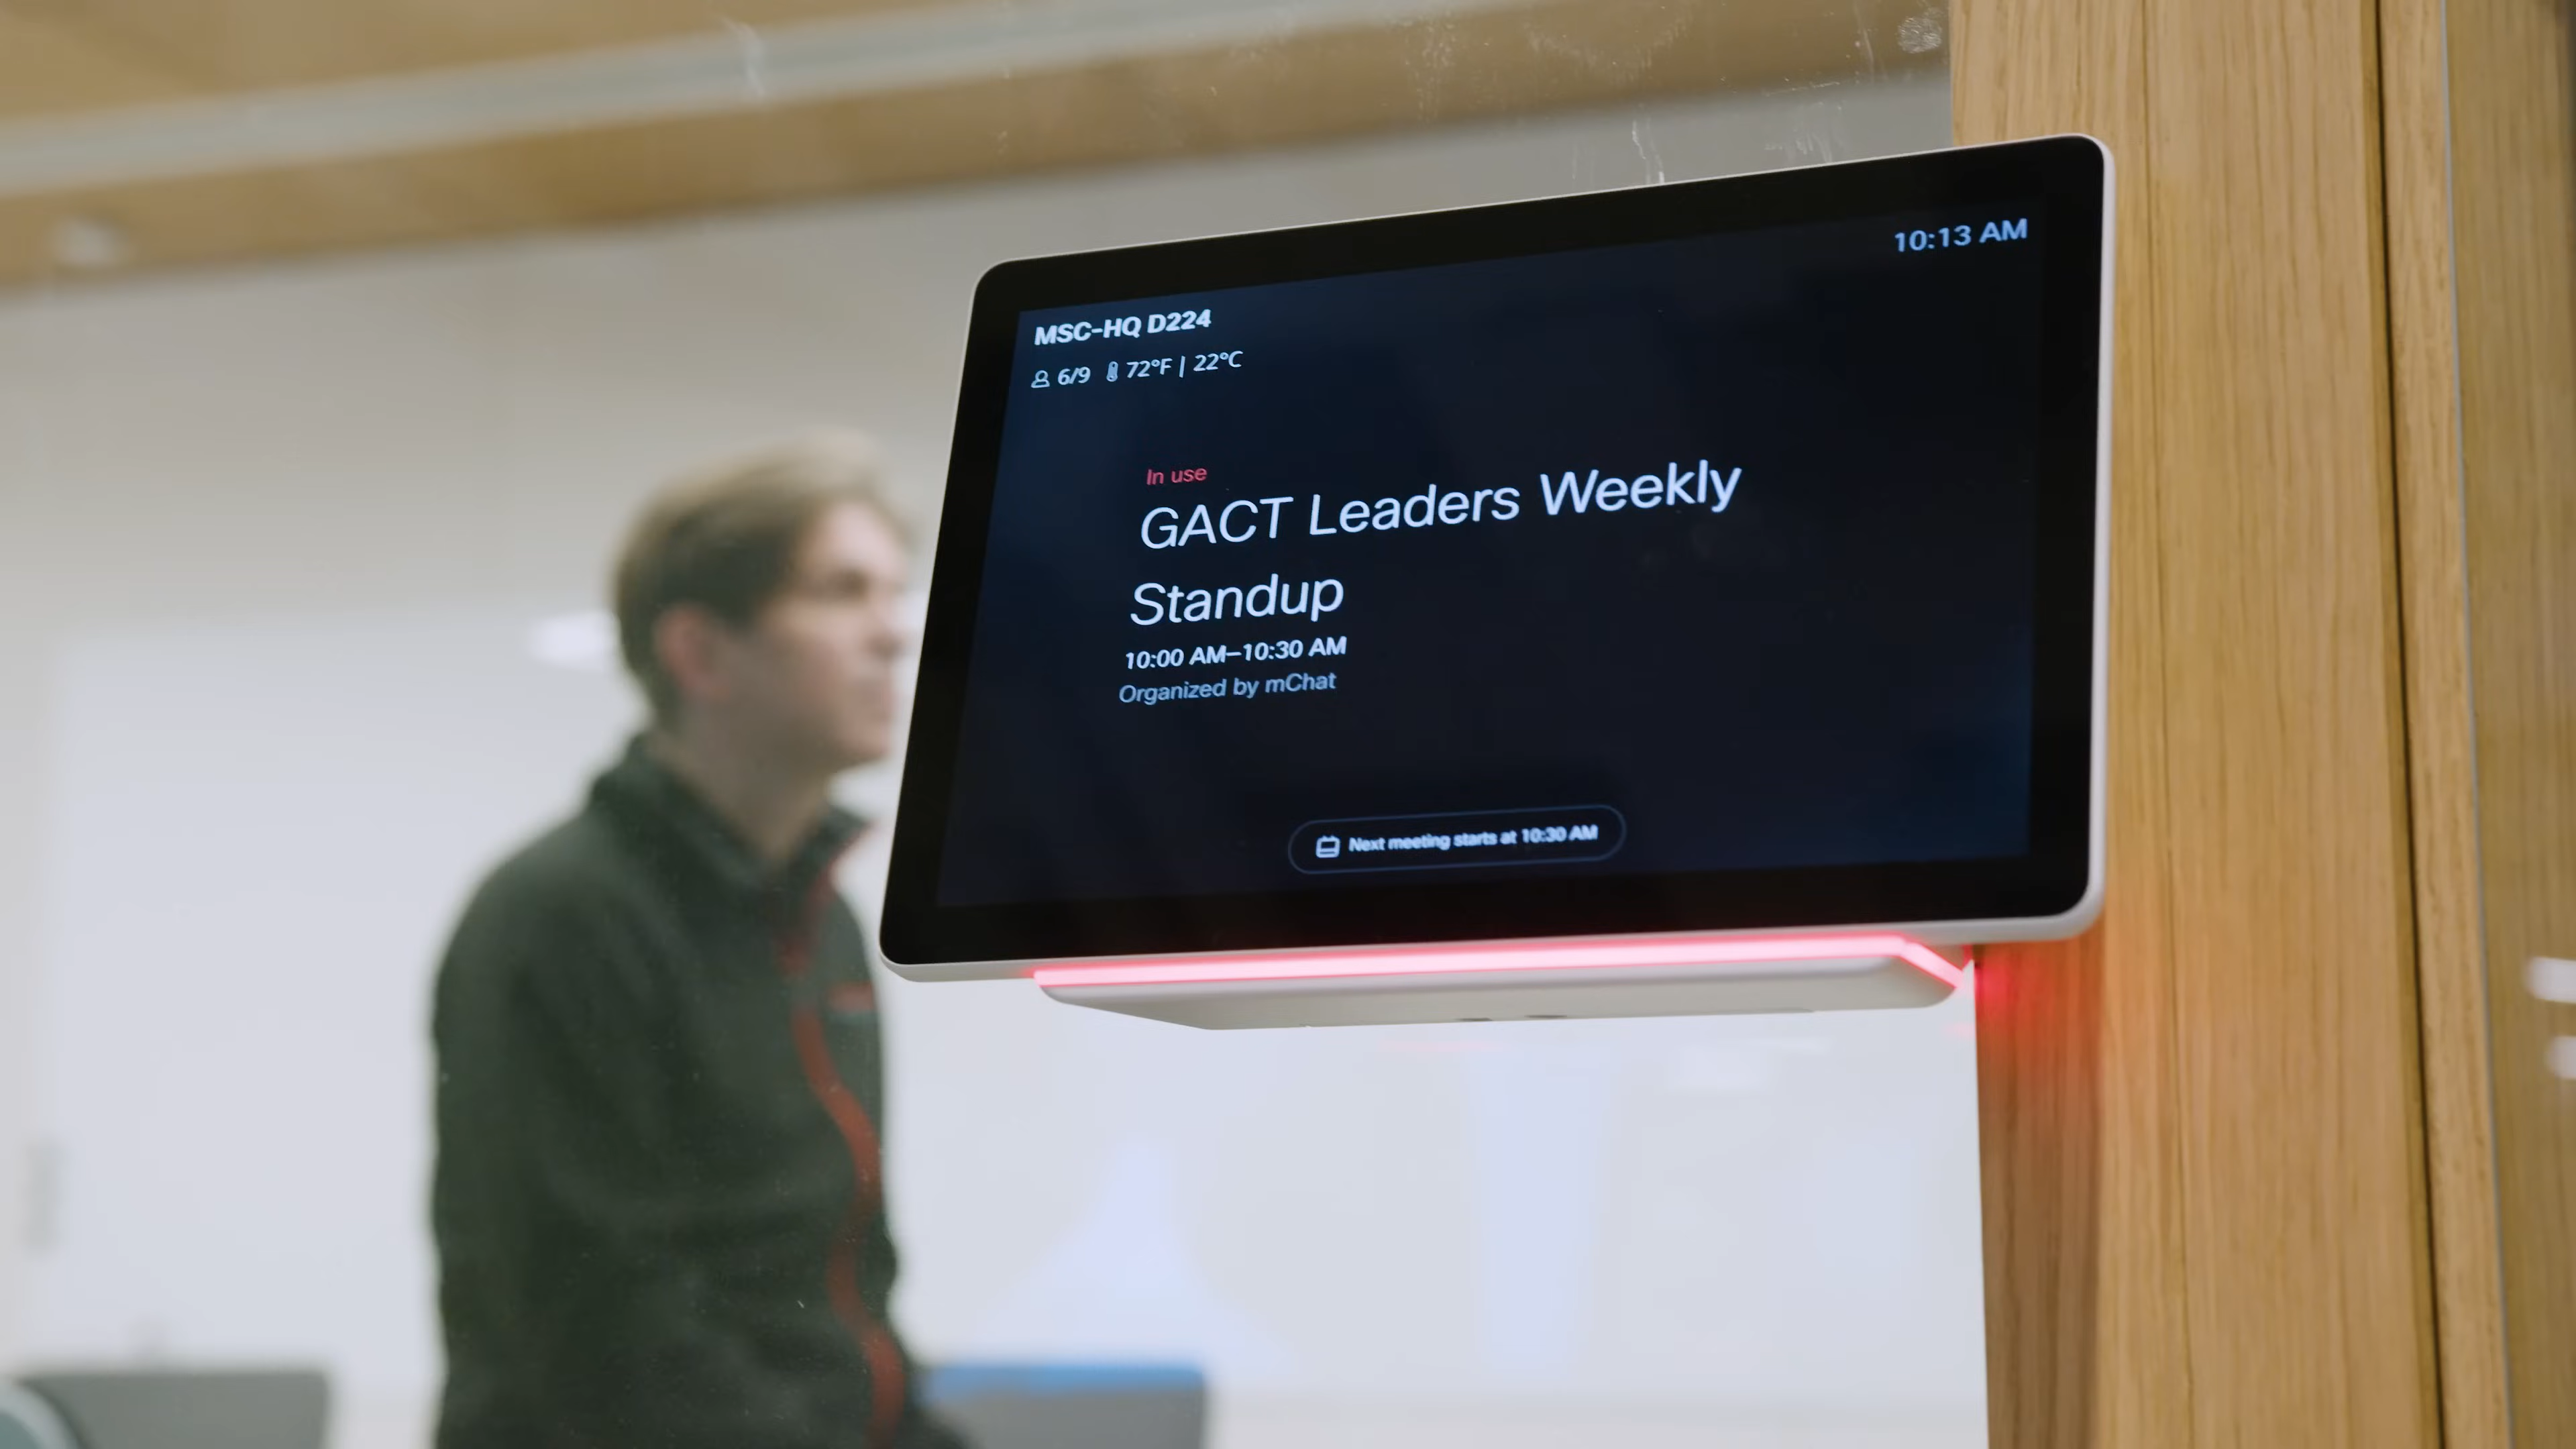 10:13 AM
MSC-HQ D224
6/9 72°F | 22°C
In use
GACT Leaders Weekly
Standup
10:00 AM–10:30 AM
Organized by mChat
Next meeting starts at 10:30 AM